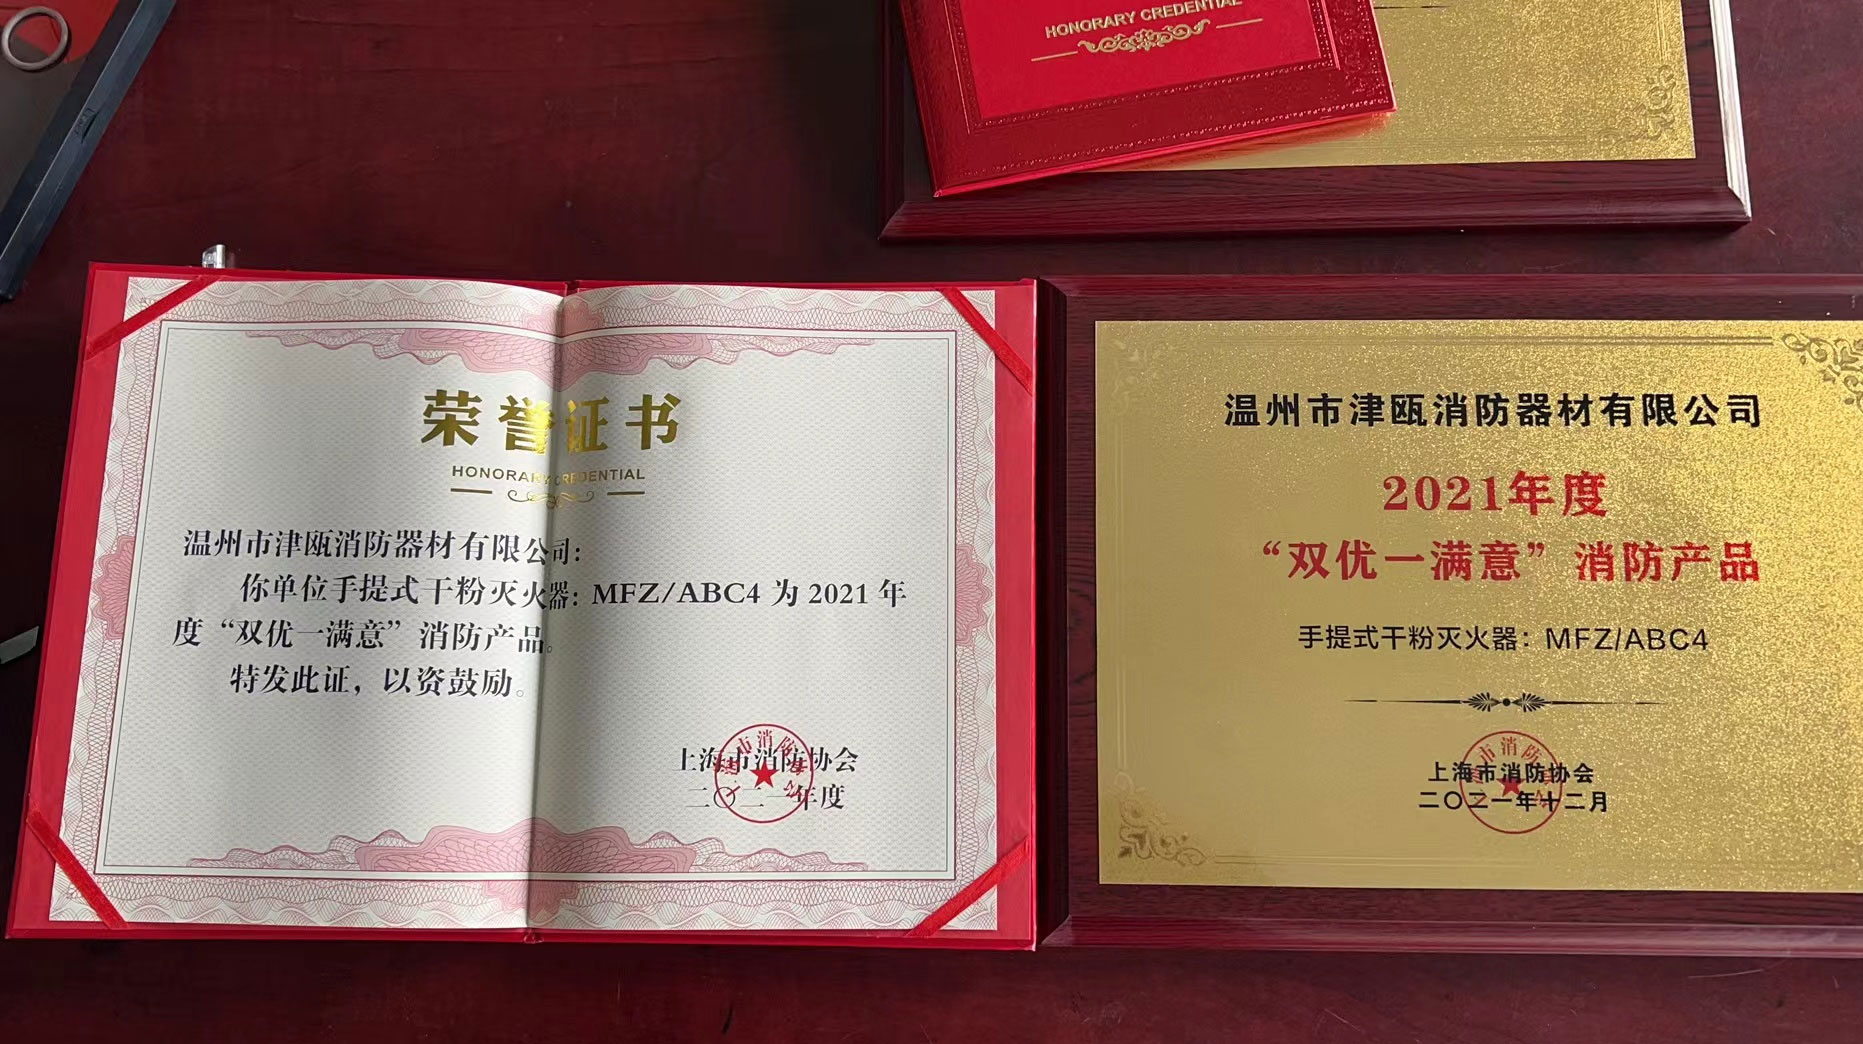 HONORARY CREDENTIAL
荣誉证书
HONORARY CREDENTIAL
温州市津瓯消防器材有限公司:
你单位手提式干粉灭火器: MFZ/ABC4 为 2021 年
度“双优一满意”消防产品。
特发此证，以资鼓励。
上海市消防协会
二〇二一年度
温州市津瓯消防器材有限公司
2021年度
“双优一满意”消防产品
手提式干粉灭火器: MFZ/ABC4
上海市消防协会
二〇二一年十二月